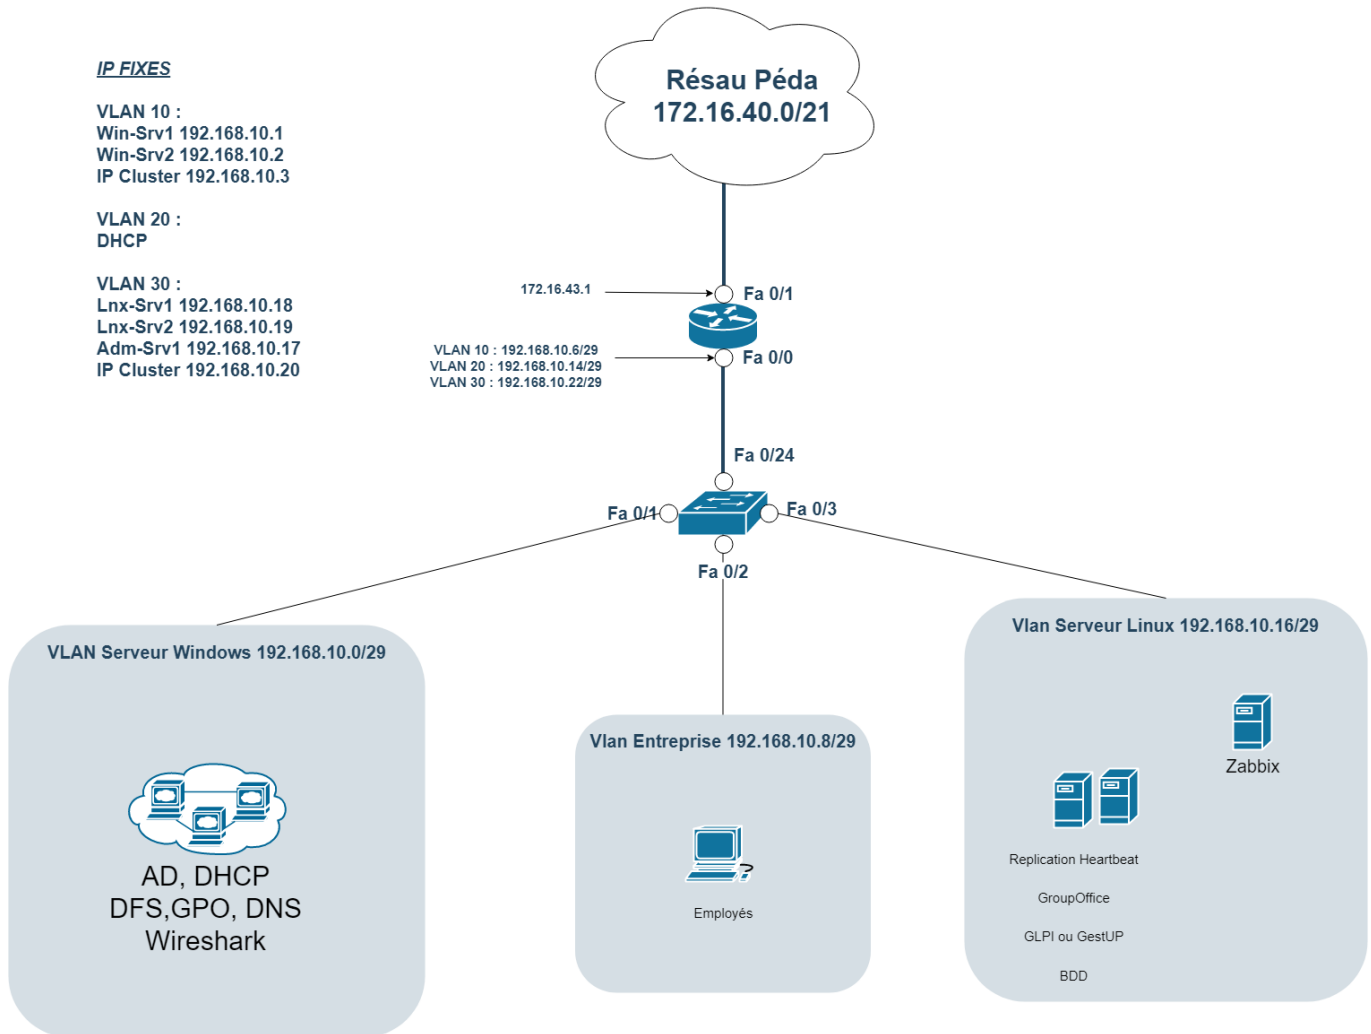 Résau Péda
172.16.40.0/21
IP FIXES
VLAN 10 :
Win-Srv1 192.168.10.1
Win-Srv2 192.168.10.2
IP Cluster 192.168.10.3
VLAN 20 :
DHCP
VLAN 30 :
Lnx-Srv1 192.168.10.18
Lnx-Srv2 192.168.10.19
Adm-Srv1 192.168.10.17
IP Cluster 192.168.10.20
172.16.43.1
Fa 0/1
VLAN 10 : 192.168.10.6/29
VLAN 20 : 192.168.10.14/29
VLAN 30 : 192.168.10.22/29
Fa 0/0
Fa 0/24
Fa 0/1
Fa 0/3
Fa 0/2
VLAN Serveur Windows 192.168.10.0/29
AD, DHCP
DFS,GPO, DNS
Wireshark
Vlan Entreprise 192.168.10.8/29
Employés
Vlan Serveur Linux 192.168.10.16/29
Zabbix
Replication Heartbeat
GroupOffice
GLPI ou GestUP
BDD